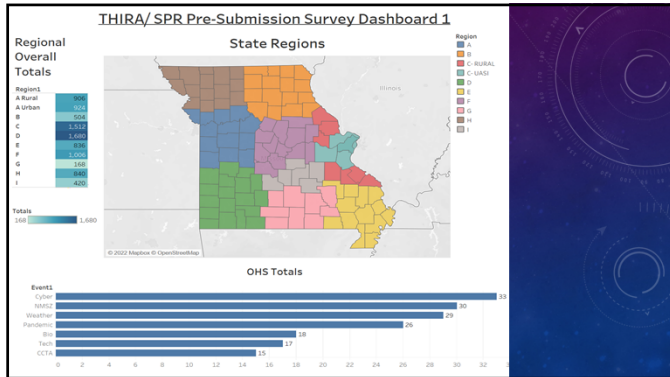 THIRA/ SPR Pre-Submission Survey Dashboard 1
Regional
Overall
Totals
Region1
A Rural 906
A Urban 924
B 504
C 1,512
D 1,680
E 836
F 1,006
G 168
H 840
I 420
Totals
168 1,680
State Regions
Illinois
© 2022 Mapbox © OpenStreetMap
Region
A
B
C-RURAL
C-UASI
D
E
F
G
H
I
OHS Totals
Event1
Cyber 33
NMSZ 30
Weather 29
Pandemic 26
Bio 18
Tech 17
CCTA 15
0 2 4 6 8 10 12 14 16 18 20 22 24 26 28 30 32